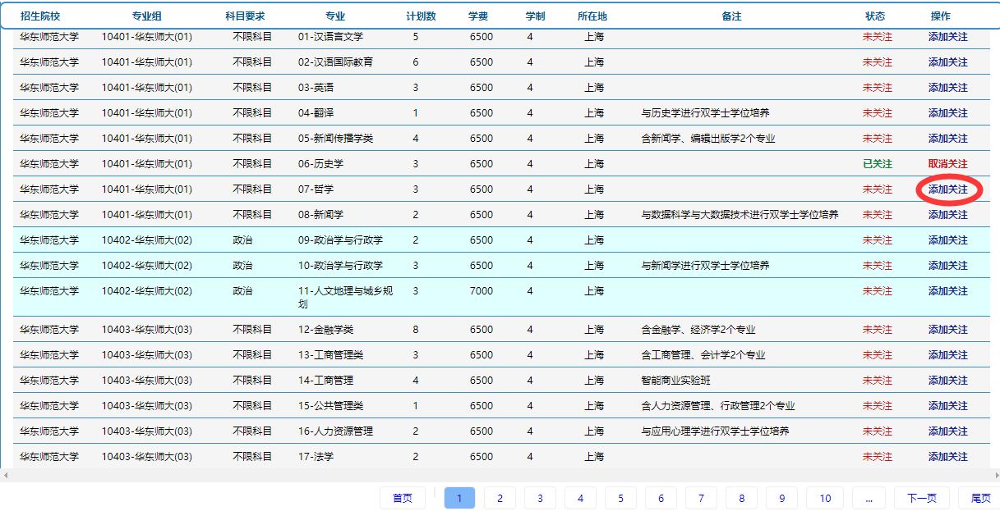 招生院校 专业组 科目要求 专业 计划数 学费 学制 所在地 备注 状态 操作
华东师范大学 10401-华东师大(01) 不限科目 01-汉语言文学 5 6500 4 上海 未关注 添加关注
华东师范大学 10401-华东师大(01) 不限科目 02-汉语国际教育 6 6500 4 上海 未关注 添加关注
华东师范大学 10401-华东师大(01) 不限科目 03-英语 3 6500 4 上海 未关注 添加关注
华东师范大学 10401-华东师大(01) 不限科目 04-翻译 1 6500 4 上海 与历史学进行双学士学位培养 未关注 添加关注
华东师范大学 10401-华东师大(01) 不限科目 05-新闻传播学类 4 6500 4 上海 含新闻学、编辑出版学2个专业 未关注 添加关注
华东师范大学 10401-华东师大(01) 不限科目 06-历史学 3 6500 4 上海 已关注 取消关注
华东师范大学 10401-华东师大(01) 不限科目 07-哲学 3 6500 4 上海 未关注 添加关注
华东师范大学 10401-华东师大(01) 不限科目 08-新闻学 2 6500 4 上海 与数据科学与大数据技术进行双学士学位培养 未关注 添加关注
华东师范大学 10402-华东师大(02) 政治 09-政治学与行政学 2 6500 4 上海 未关注 添加关注
华东师范大学 10402-华东师大(02) 政治 10-政治学与行政学 3 6500 4 上海 与新闻学进行双学士学位培养 未关注 添加关注
华东师范大学 10402-华东师大(02) 政治 11-人文地理与城乡规 3 7000 4 上海 未关注 添加关注
划
华东师范大学 10403-华东师大(03) 不限科目 12-金融学类 8 6500 4 上海 含金融学、经济学2个专业 未关注 添加关注
华东师范大学 10403-华东师大(03) 不限科目 13-工商管理类 3 6500 4 上海 含工商管理、会计学2个专业 未关注 添加关注
华东师范大学 10403-华东师大(03) 不限科目 14-工商管理 4 6500 4 上海 智能商业实验班 未关注 添加关注
华东师范大学 10403-华东师大(03) 不限科目 15-公共管理类 1 6500 4 上海 含人力资源管理、行政管理2个专业 未关注 添加关注
华东师范大学 10403-华东师大(03) 不限科目 16-人力资源管理 2 6500 4 上海 与应用心理学进行双学士学位培养 未关注 添加关注
华东师范大学 10403-华东师大(03) 不限科目 17-法学 2 6500 4 上海 未关注 添加关注
首页 1 2 3 4 5 6 7 8 9 10 ... 下一页 尾页